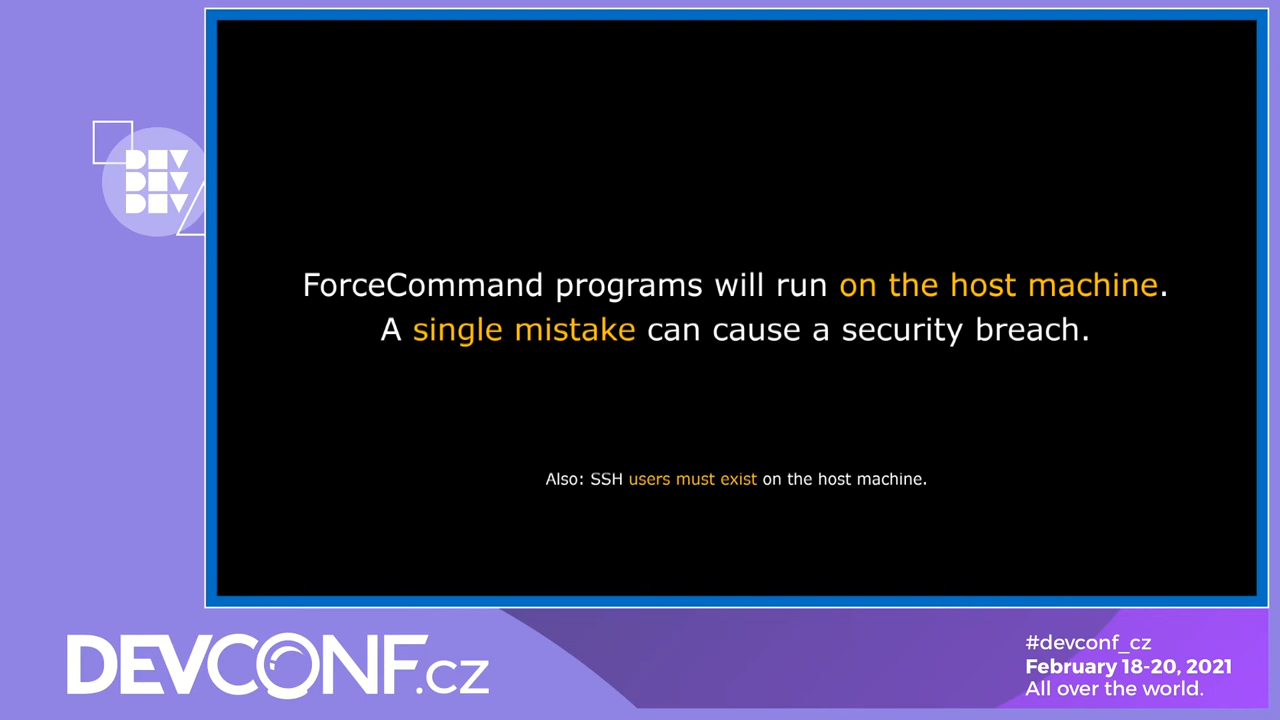 DEV
DEV
DEV
ForceCommand programs will run on the host machine.
A single mistake can cause a security breach.
Also: SSH users must exist on the host machine.
DEVCONF.CZ
#devconf_cz
February 18-20, 2021
All over the world.